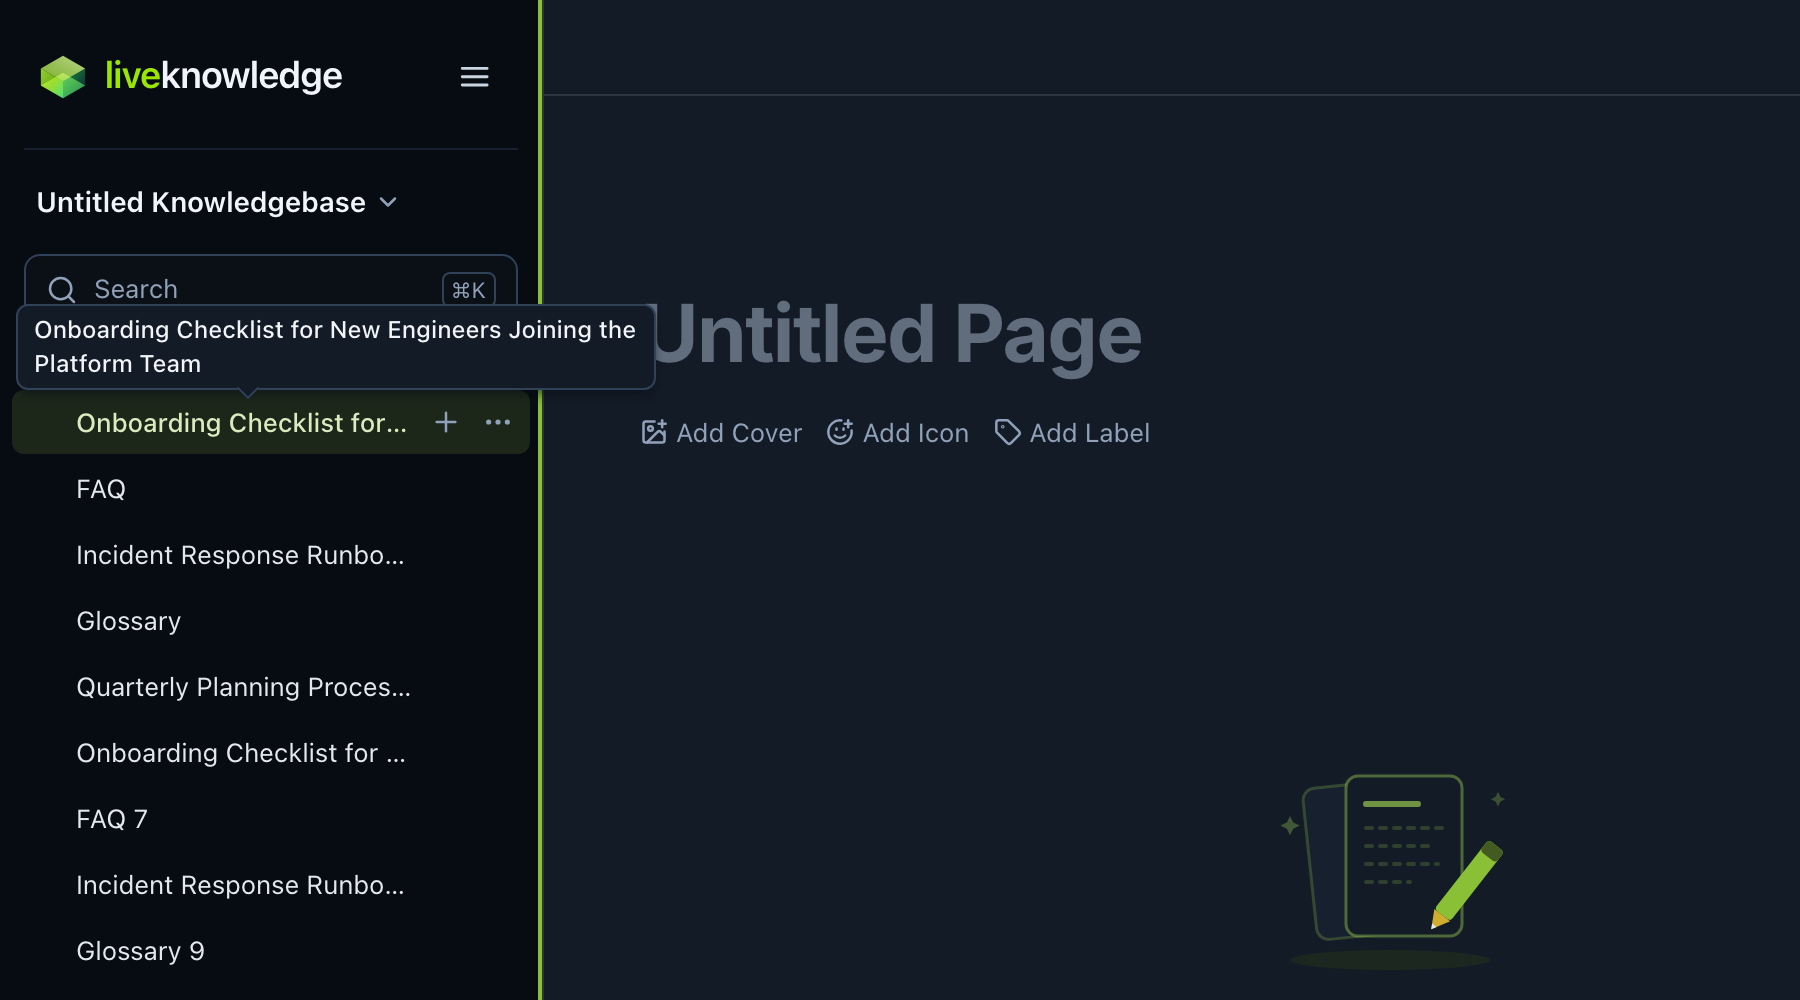 liveknowledge
Untitled Knowledgebase
Search
⌘K
Onboarding Checklist for New Engineers Joining the
Platform Team
Onboarding Checklist for...
FAQ
Incident Response Runbo...
Glossary
Quarterly Planning Proces...
Onboarding Checklist for ...
FAQ 7
Incident Response Runbo...
Glossary 9
Untitled Page
Add Cover
Add Icon
Add Label